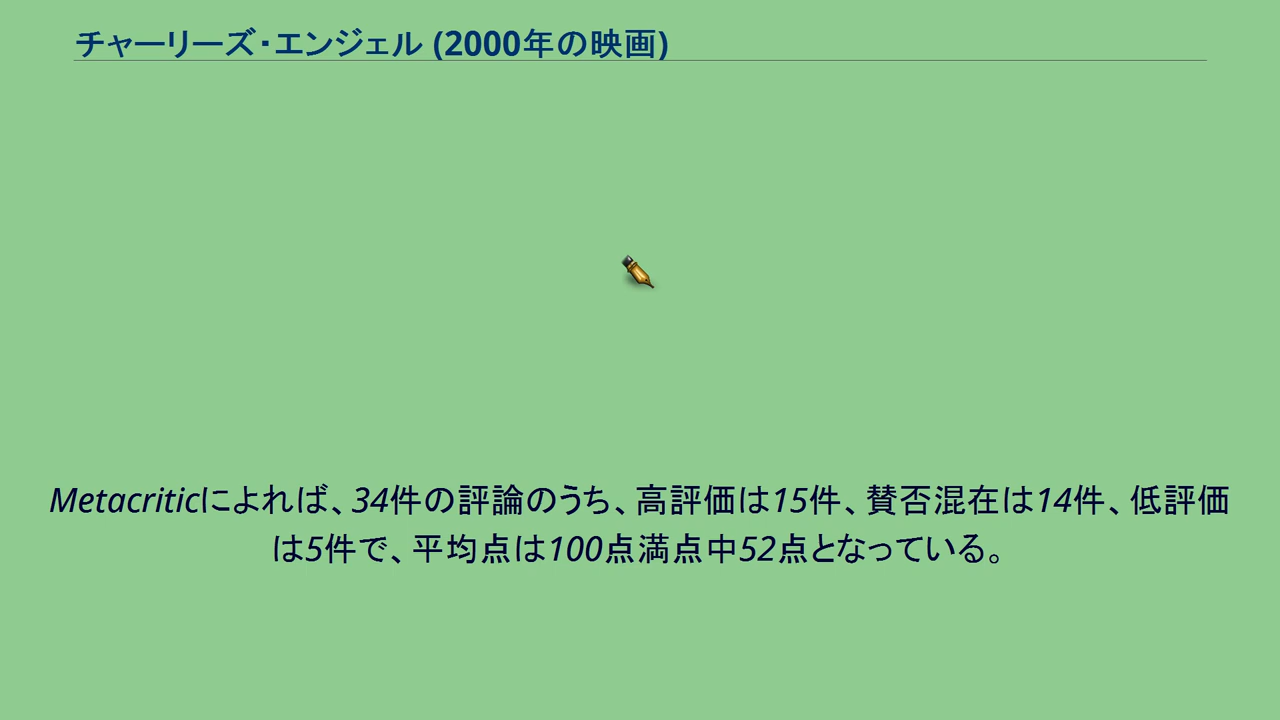 チャーリーズ・エンジェル (2000年の映画)
Metacriticによれば、34件の評論のうち、高評価は15件、賛否混在は14件、低評価
は5件で、平均点は100点満点中52点となっている。